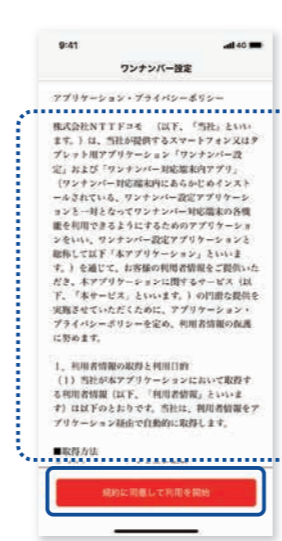 9:41
4G
ワンナンバー設定
アプリケーション・プライバシーポリシー
株式会社NTTドコモ （以下、「当社」といい
ます。）は、当社が提供するスマートフォン又はタ
ブレット用アプリケーション「ワンナンバー設
定」および「ワンナンバー対応端末内アプリ」
（ワンナンバー対応端末内にあらかじめインスト
ールされている、ワンナンバー設定アプリケーシ
ョンと一対となってワンナンバー対応端末の各機
能を利用できるようにするためのアプリケーショ
ンをいい、ワンナンバー設定アプリケーションと
総称して以下「本アプリケーション」といいま
す。）を通じて、お客様の利用者情報をご提供いた
だき、本アプリケーションに関するサービス（以
下、「本サービス」といいます。）の円滑な提供を
実施させていただくために、アプリケーション・
プライバシーポリシーを定め、利用者情報の保護
に努めます。
1、利用者情報の取得と利用目的
（1）当社が本アプリケーションにおいて取得す
る利用者情報（以下、「利用者情報」といいま
す）は以下のとおりです。当社は、利用者情報をア
プリケーション経由で自動的に取得します。
■取得方法
規約に同意して利用を開始